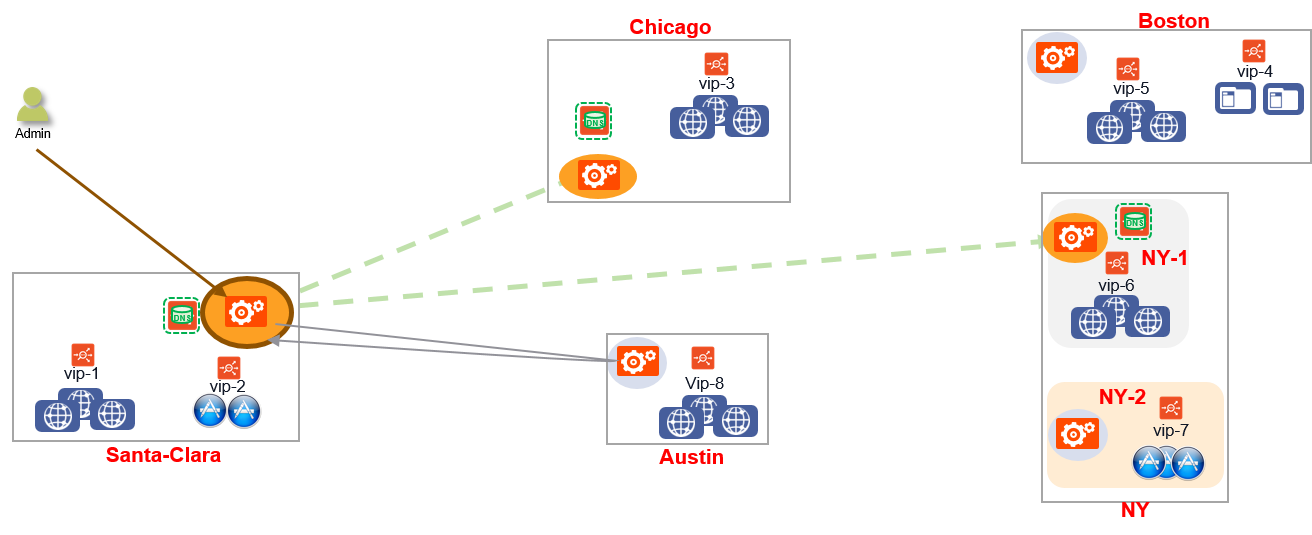 Chicago
Boston
vip-3
vip-5
vip-4
DNS
Admin
NY-1
DNS
vip-6
DNS
vip-1
vip-2
Santa-Clara
Vip-8
Austin
NY-2
vip-7
NY